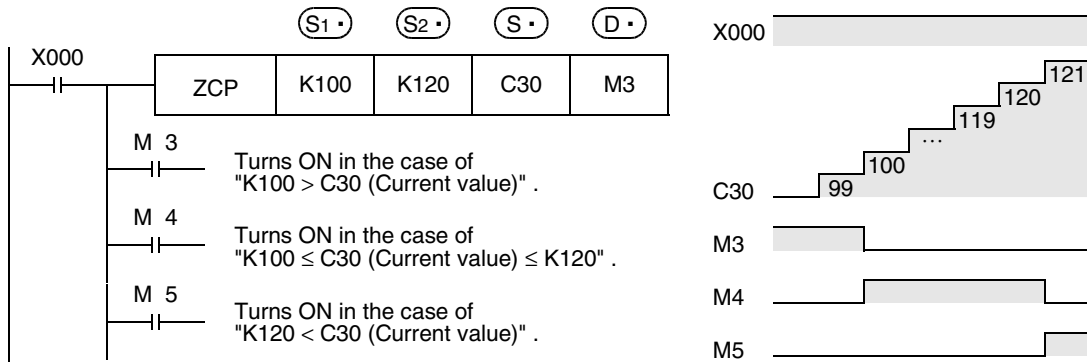 S1 · S2 · S · D ·
X000
ZCP K100 K120 C30 M3
M 3
Turns ON in the case of
"K100 > C30 (Current value)" .
M 4
Turns ON in the case of
"K100 ≤ C30 (Current value) ≤ K120" .
M 5
Turns ON in the case of
"K120 < C30 (Current value)" .
X000
121
120
119
...
100
99
C30
M3
M4
M5